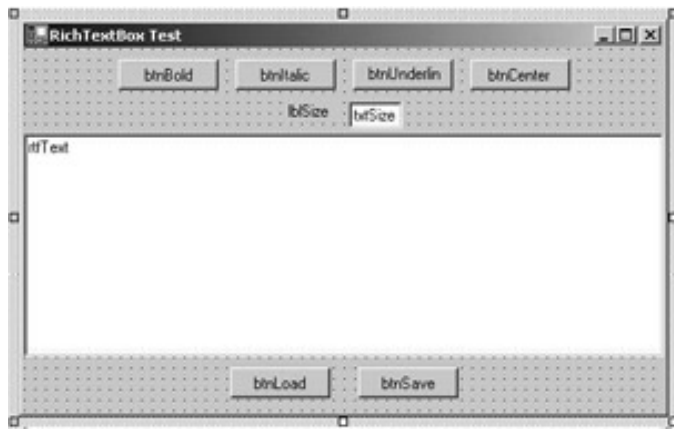 RichTextBox Test
btnBold btnItalic btnUnderlin btnCenter
lblSize txtSize
rtfText
btnLoad btnSave